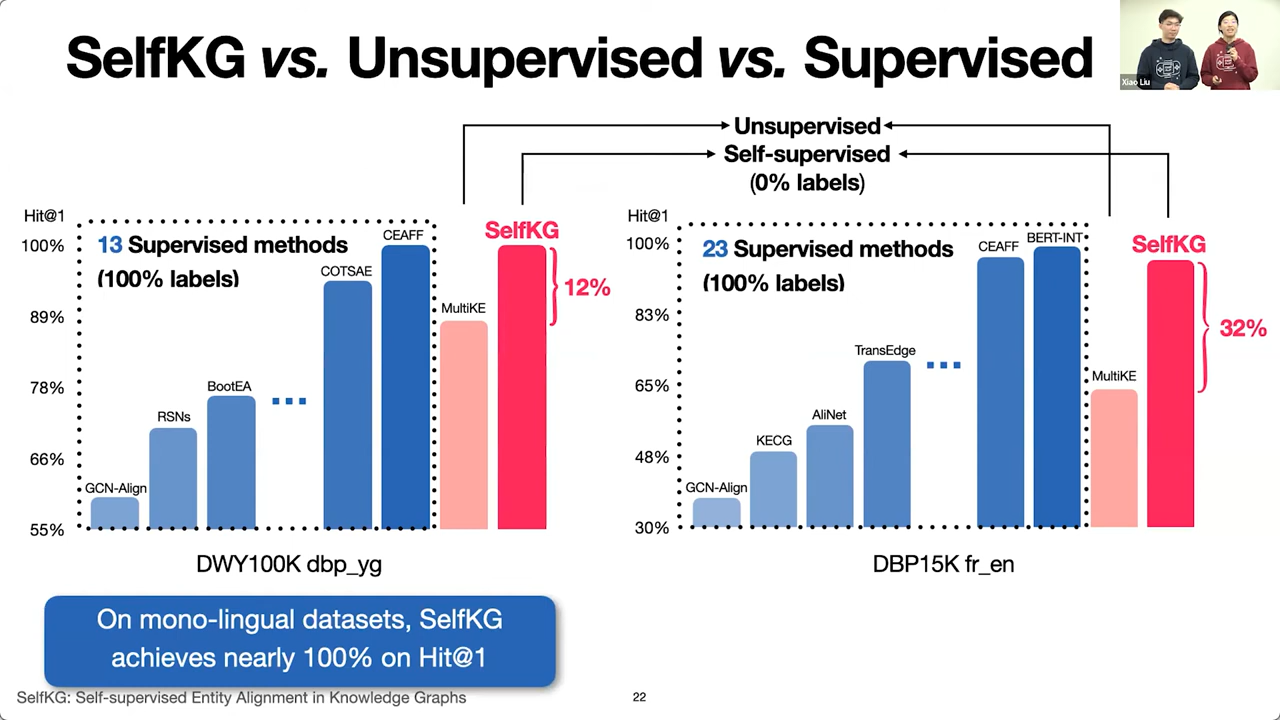 SelfKG vs. Unsupervised vs. Supervised
Xiao Liu
Unsupervised
Self-supervised
(0% labels)
Hit@1
100%
89%
78%
66%
55%
13 Supervised methods
(100% labels)
GCN-Align
RSNs
BootEA
...
COTSAE
CEAFF
MultiKE
SelfKG
12%
DWY100K dbp_yg
Hit@1
100%
83%
65%
48%
30%
23 Supervised methods
(100% labels)
GCN-Align
KECG
AliNet
TransEdge
...
CEAFF
BERT-INT
MultiKE
SelfKG
32%
DBP15K fr_en
On mono-lingual datasets, SelfKG
achieves nearly 100% on Hit@1
SelfKG: Self-supervised Entity Alignment in Knowledge Graphs
22